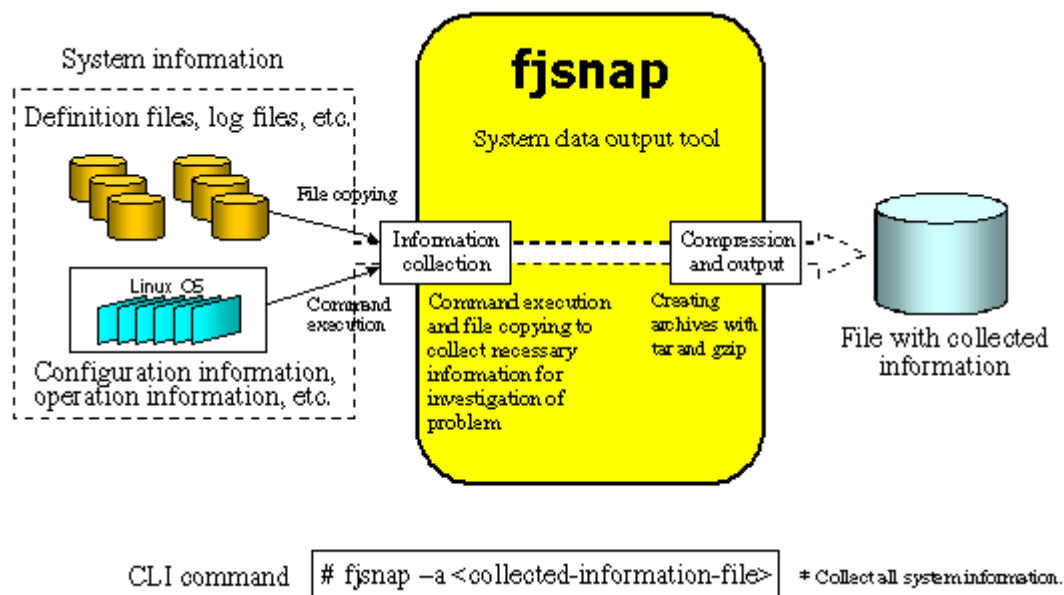 System information
Definition files, log files, etc.
File copying
Linux OS
Command
execution
Configuration information,
operation information, etc.
fjsnap
System data output tool
Information
collection
Compression
and output
Command execution
and file copying to
collect necessary
information for
investigation of
problem
Creating
archives with
tar and gzip
File with collected
information
CLI command
# fjsnap –a <collected-information-file>
* Collect all system information.